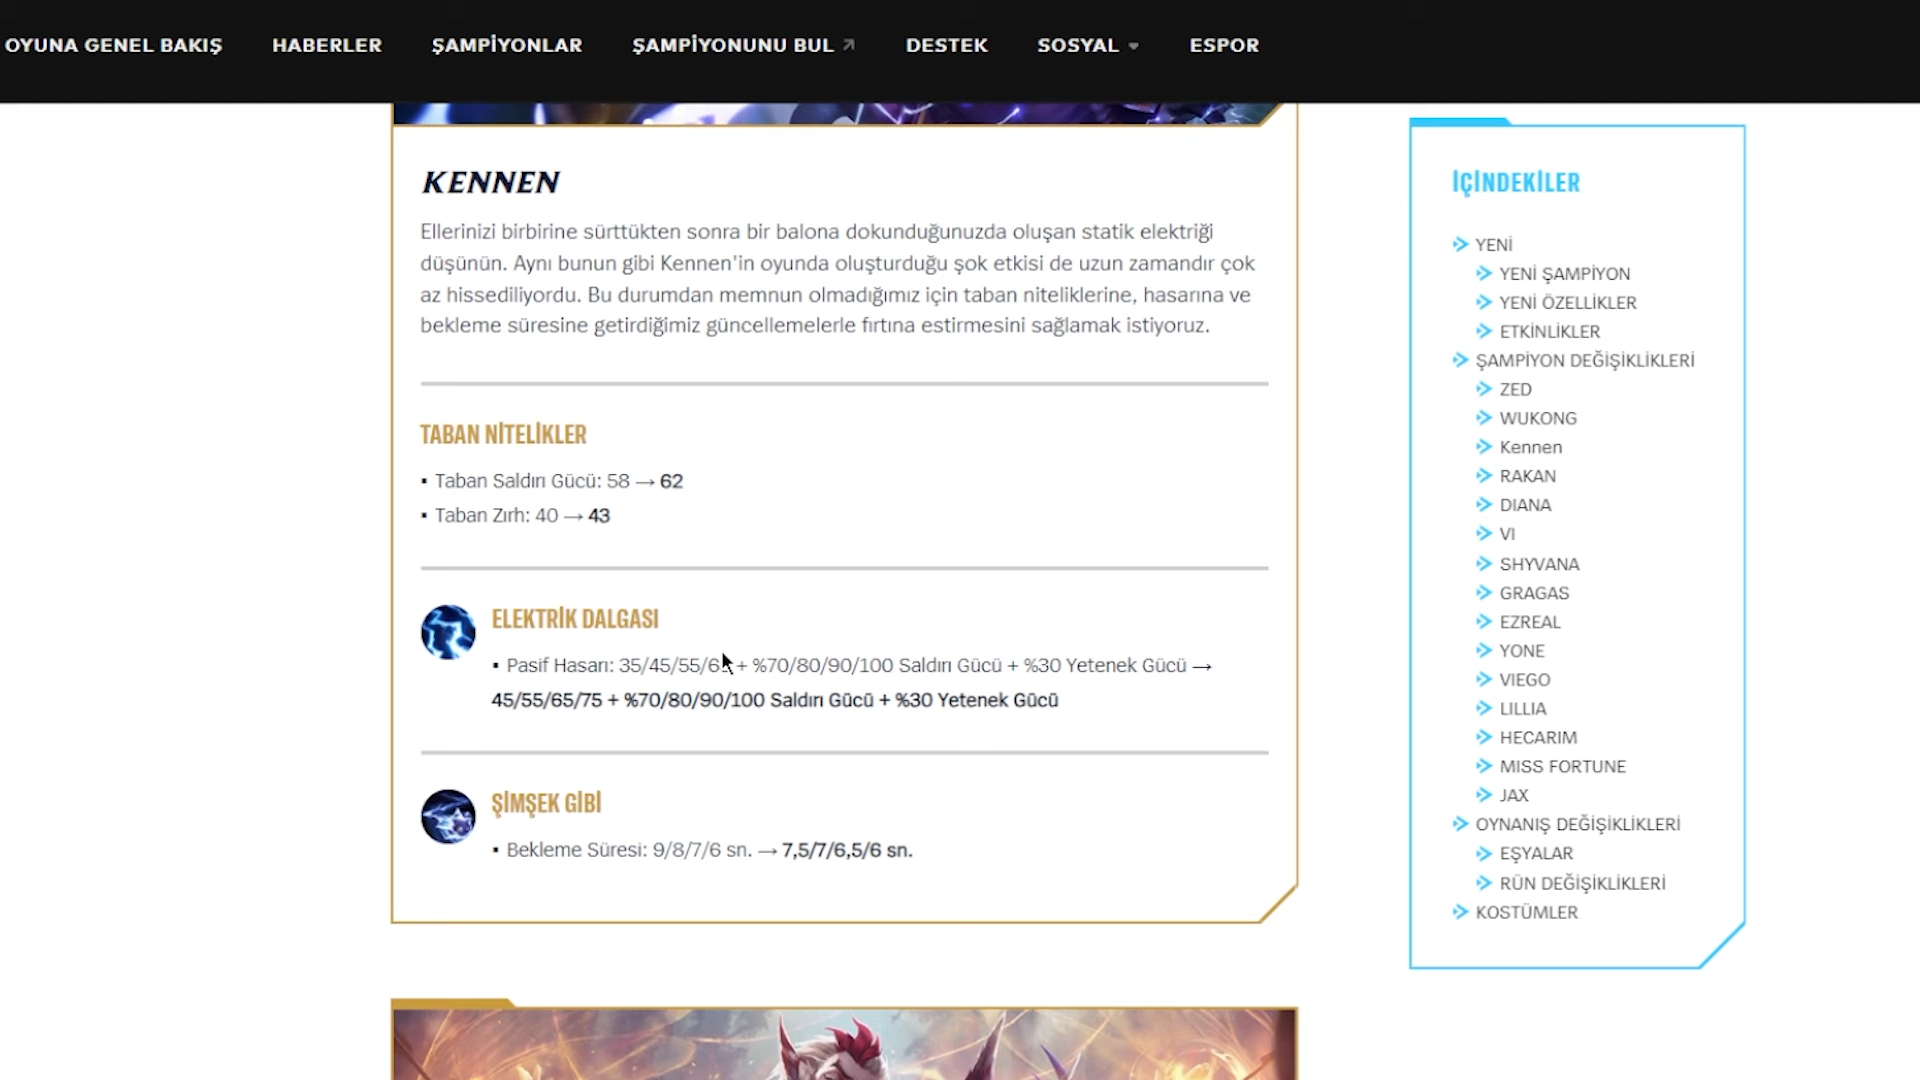 OYUNA GENEL BAKIŞ HABERLER ŞAMPİYONLAR ŞAMPİYONUNU BUL DESTEK SOSYAL ESPOR
KENNEN
Ellerinizi birbirine sürttükten sonra bir balona dokunduğunuzda oluşan statik elektriği
düşünün. Aynı bunun gibi Kennen'in oyunda oluşturduğu şok etkisi de uzun zamandır çok
az hissediliyordu. Bu durumdan memnun olmadığımız için taban niteliklerine, hasarına ve
bekleme süresine getirdiğimiz güncellemelerle fırtına estirmesini sağlamak istiyoruz.
TABAN NİTELİKLER
▪ Taban Saldırı Gücü: 58 → 62
▪ Taban Zırh: 40 → 43
ELEKTRİK DALGASI
▪ Pasif Hasarı: 35/45/55/ + %70/80/90/100 Saldırı Gücü + %30 Yetenek Gücü →
45/55/65/75 + %70/80/90/100 Saldırı Gücü + %30 Yetenek Gücü
ŞİMŞEK GİBİ
▪ Bekleme Süresi: 9/8/7/6 sn. → 7,5/7/6,5/6 sn.
İÇİNDEKİLER
YENİ
YENİ ŞAMPİYON
YENİ ÖZELLİKLER
ETKİNLİKLER
ŞAMPİYON DEĞİŞİKLİKLERİ
ZED
WUKONG
Kennen
RAKAN
DIANA
VI
SHYVANA
GRAGAS
EZREAL
YONE
VIEGO
LILLIA
HECARIM
MISS FORTUNE
JAX
OYNANIŞ DEĞİŞİKLİKLERİ
EŞYALAR
RÜN DEĞİŞİKLİKLERİ
KOSTÜMLER